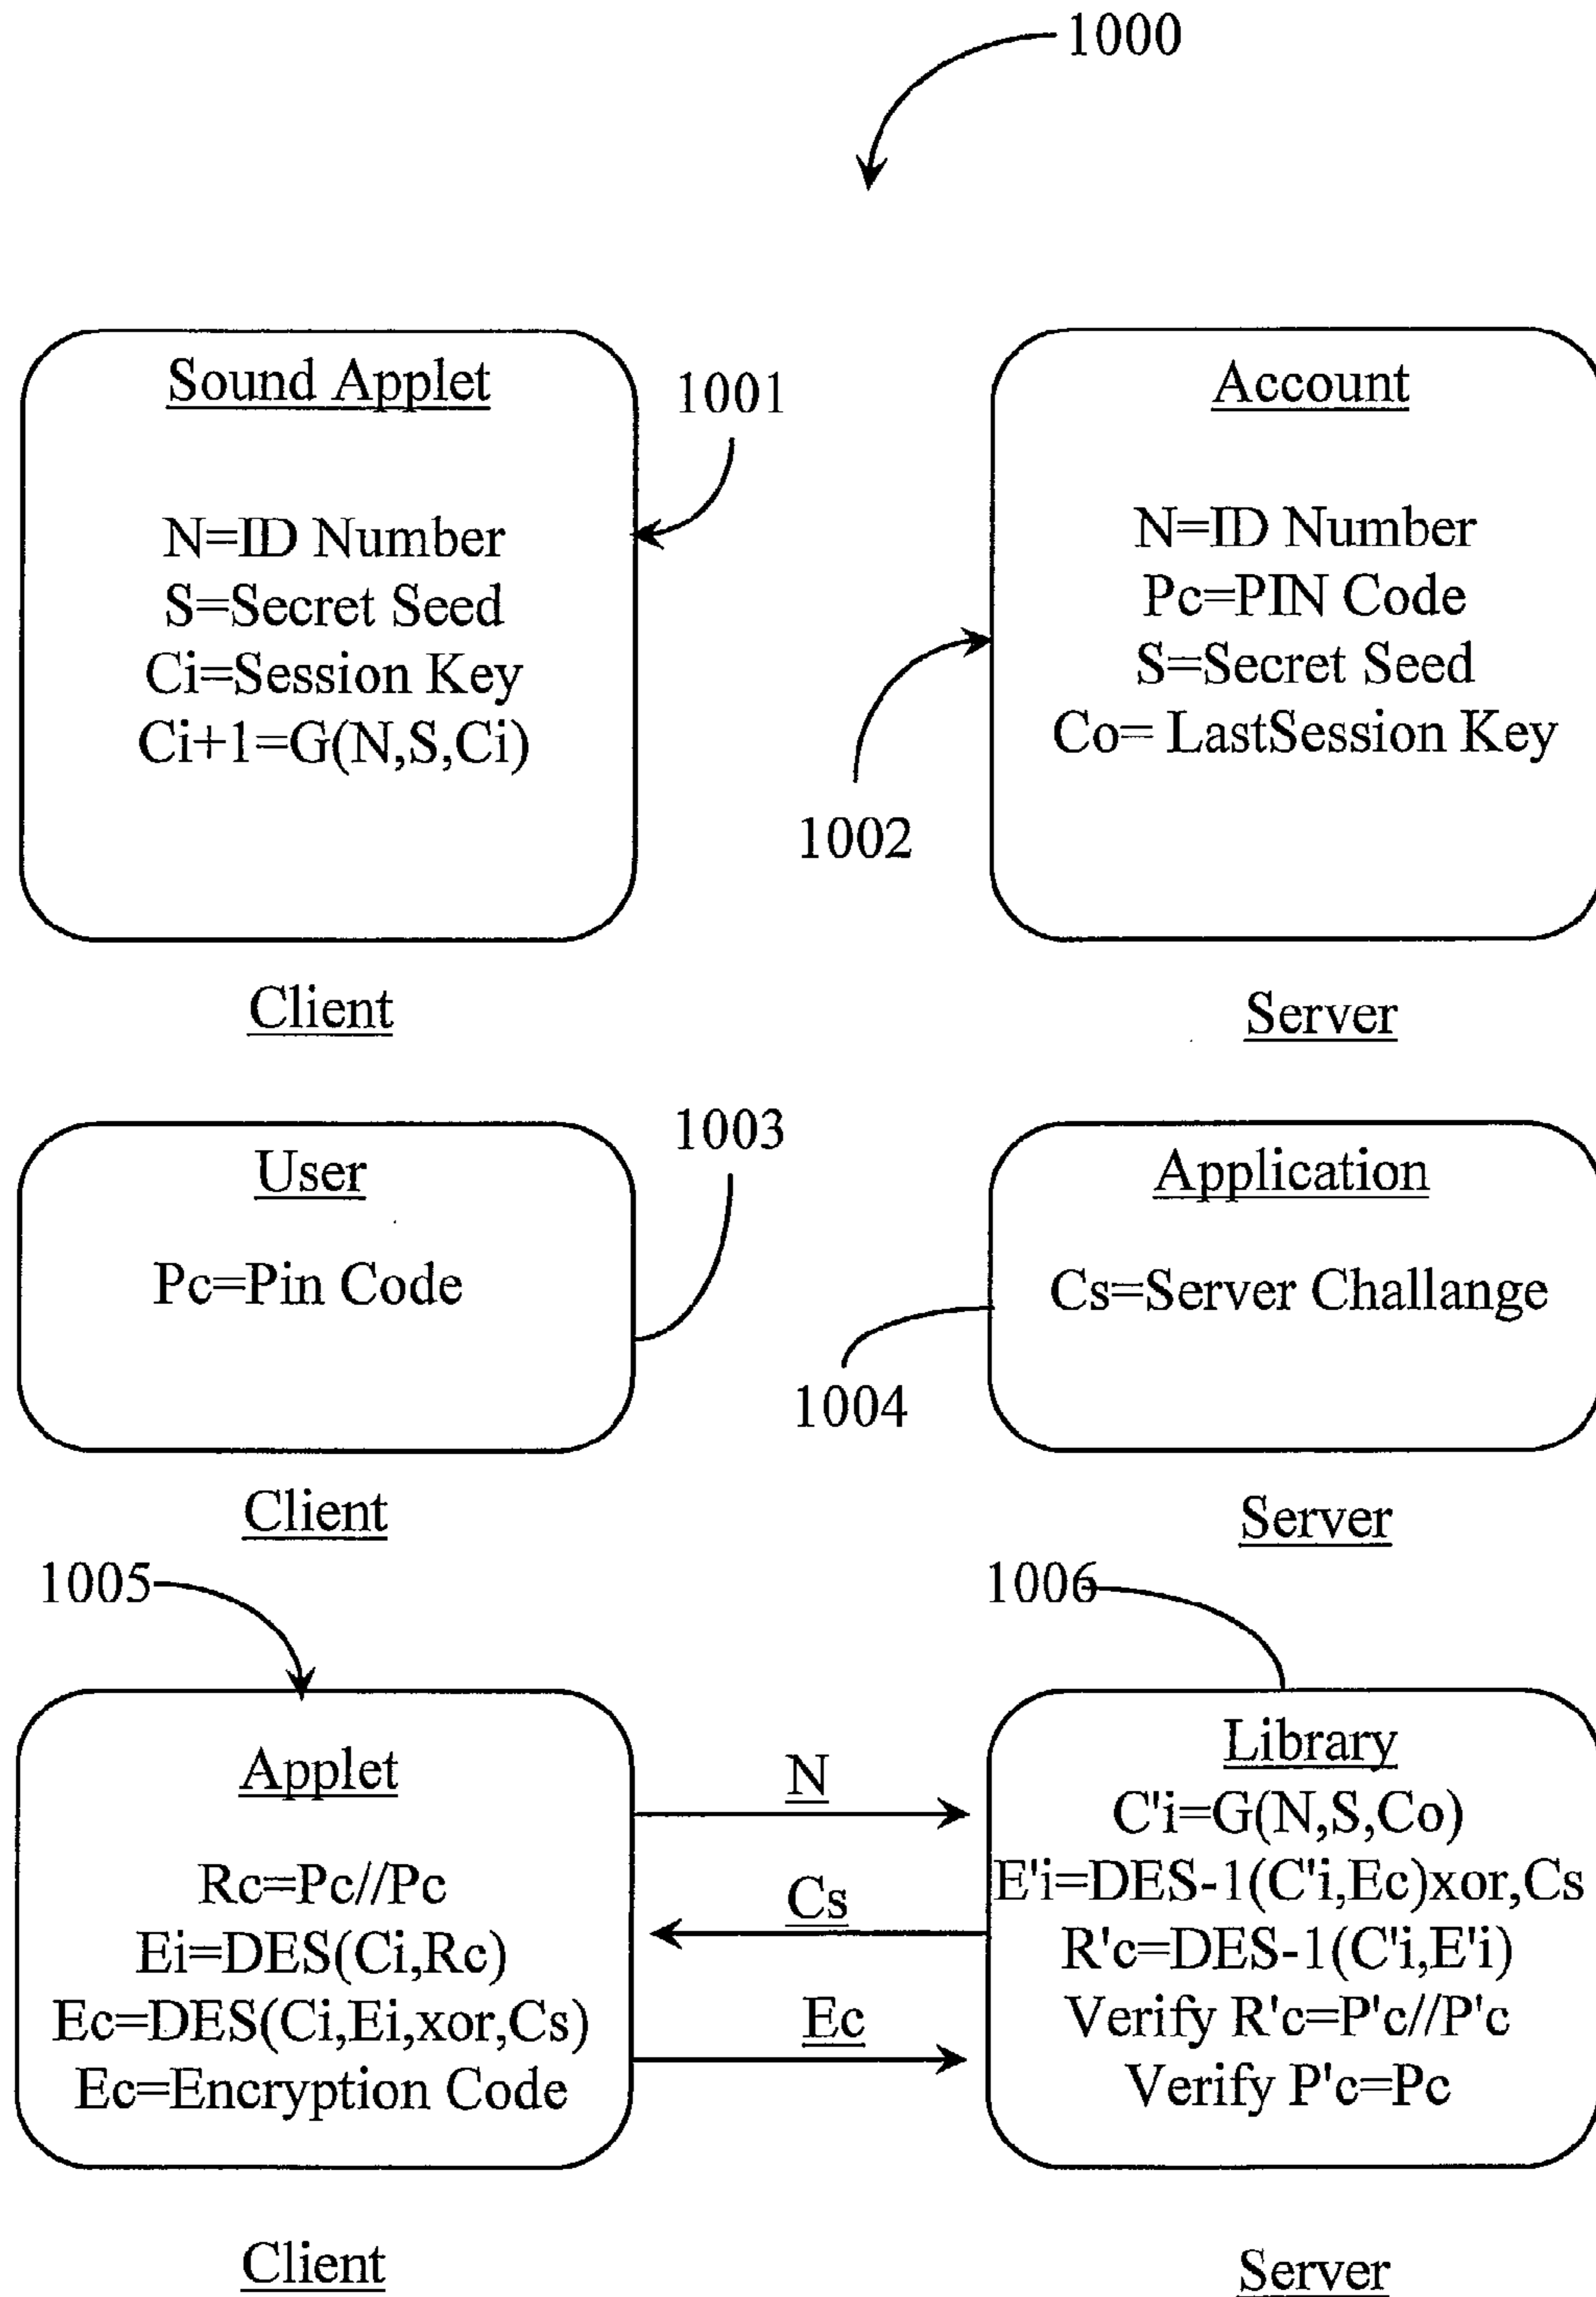 1000
Sound Applet
N=ID Number
S=Secret Seed
Ci=Session Key
Ci+1=G(N,S,Ci)
1001
Account
N=ID Number
Pc=PIN Code
S=Secret Seed
Co= LastSession Key
1002
Client
Server
User
Pc=Pin Code
1003
Application
Cs=Server Challange
1004
Client
Server
1005
1006
Applet
Rc=Pc//Pc
Ei=DES(Ci,Rc)
Ec=DES(Ci,Ei,xor,Cs)
Ec=Encryption Code
N
Cs
Ec
Library
C'i=G(N,S,Co)
E'i=DES-1(C'i,Ec)xor,Cs
R'c=DES-1(C'i,E'i)
Verify R'c=P'c//P'c
Verify P'c=Pc
Client
Server